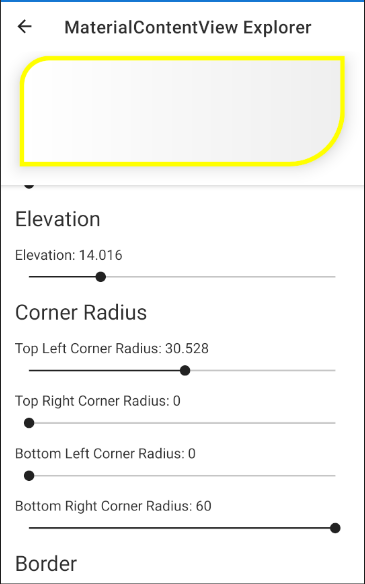 MaterialContentView Explorer
Elevation
Elevation: 14.016
Corner Radius
Top Left Corner Radius: 30.528
Top Right Corner Radius: 0
Bottom Left Corner Radius: 0
Bottom Right Corner Radius: 60
Border